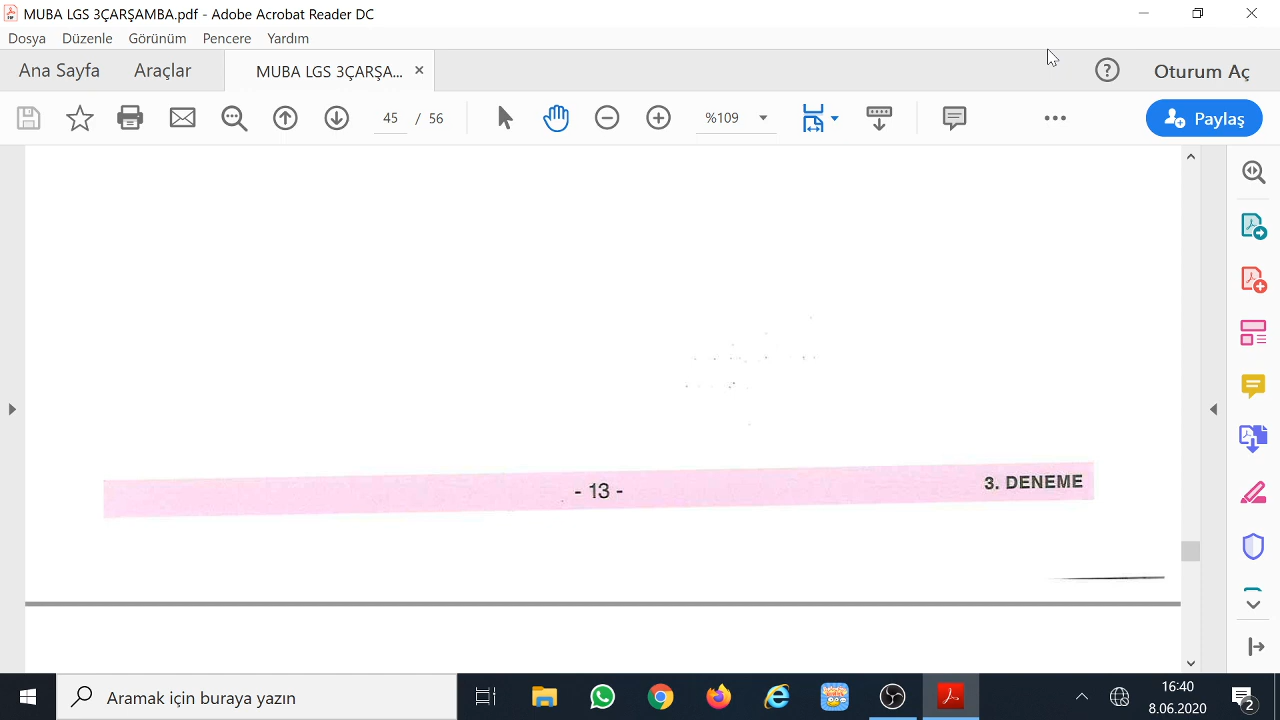 MUBA LGS 3ÇARŞAMBA.pdf - Adobe Acrobat Reader DC
Dosya Düzenle Görünüm Pencere Yardım
Ana Sayfa Araçlar MUBA LGS 3ÇARŞA... × Oturum Aç
45 / 56 %109 Paylaş
- 13 - 3. DENEME
Aramak için buraya yazın
16:40
8.06.2020
2